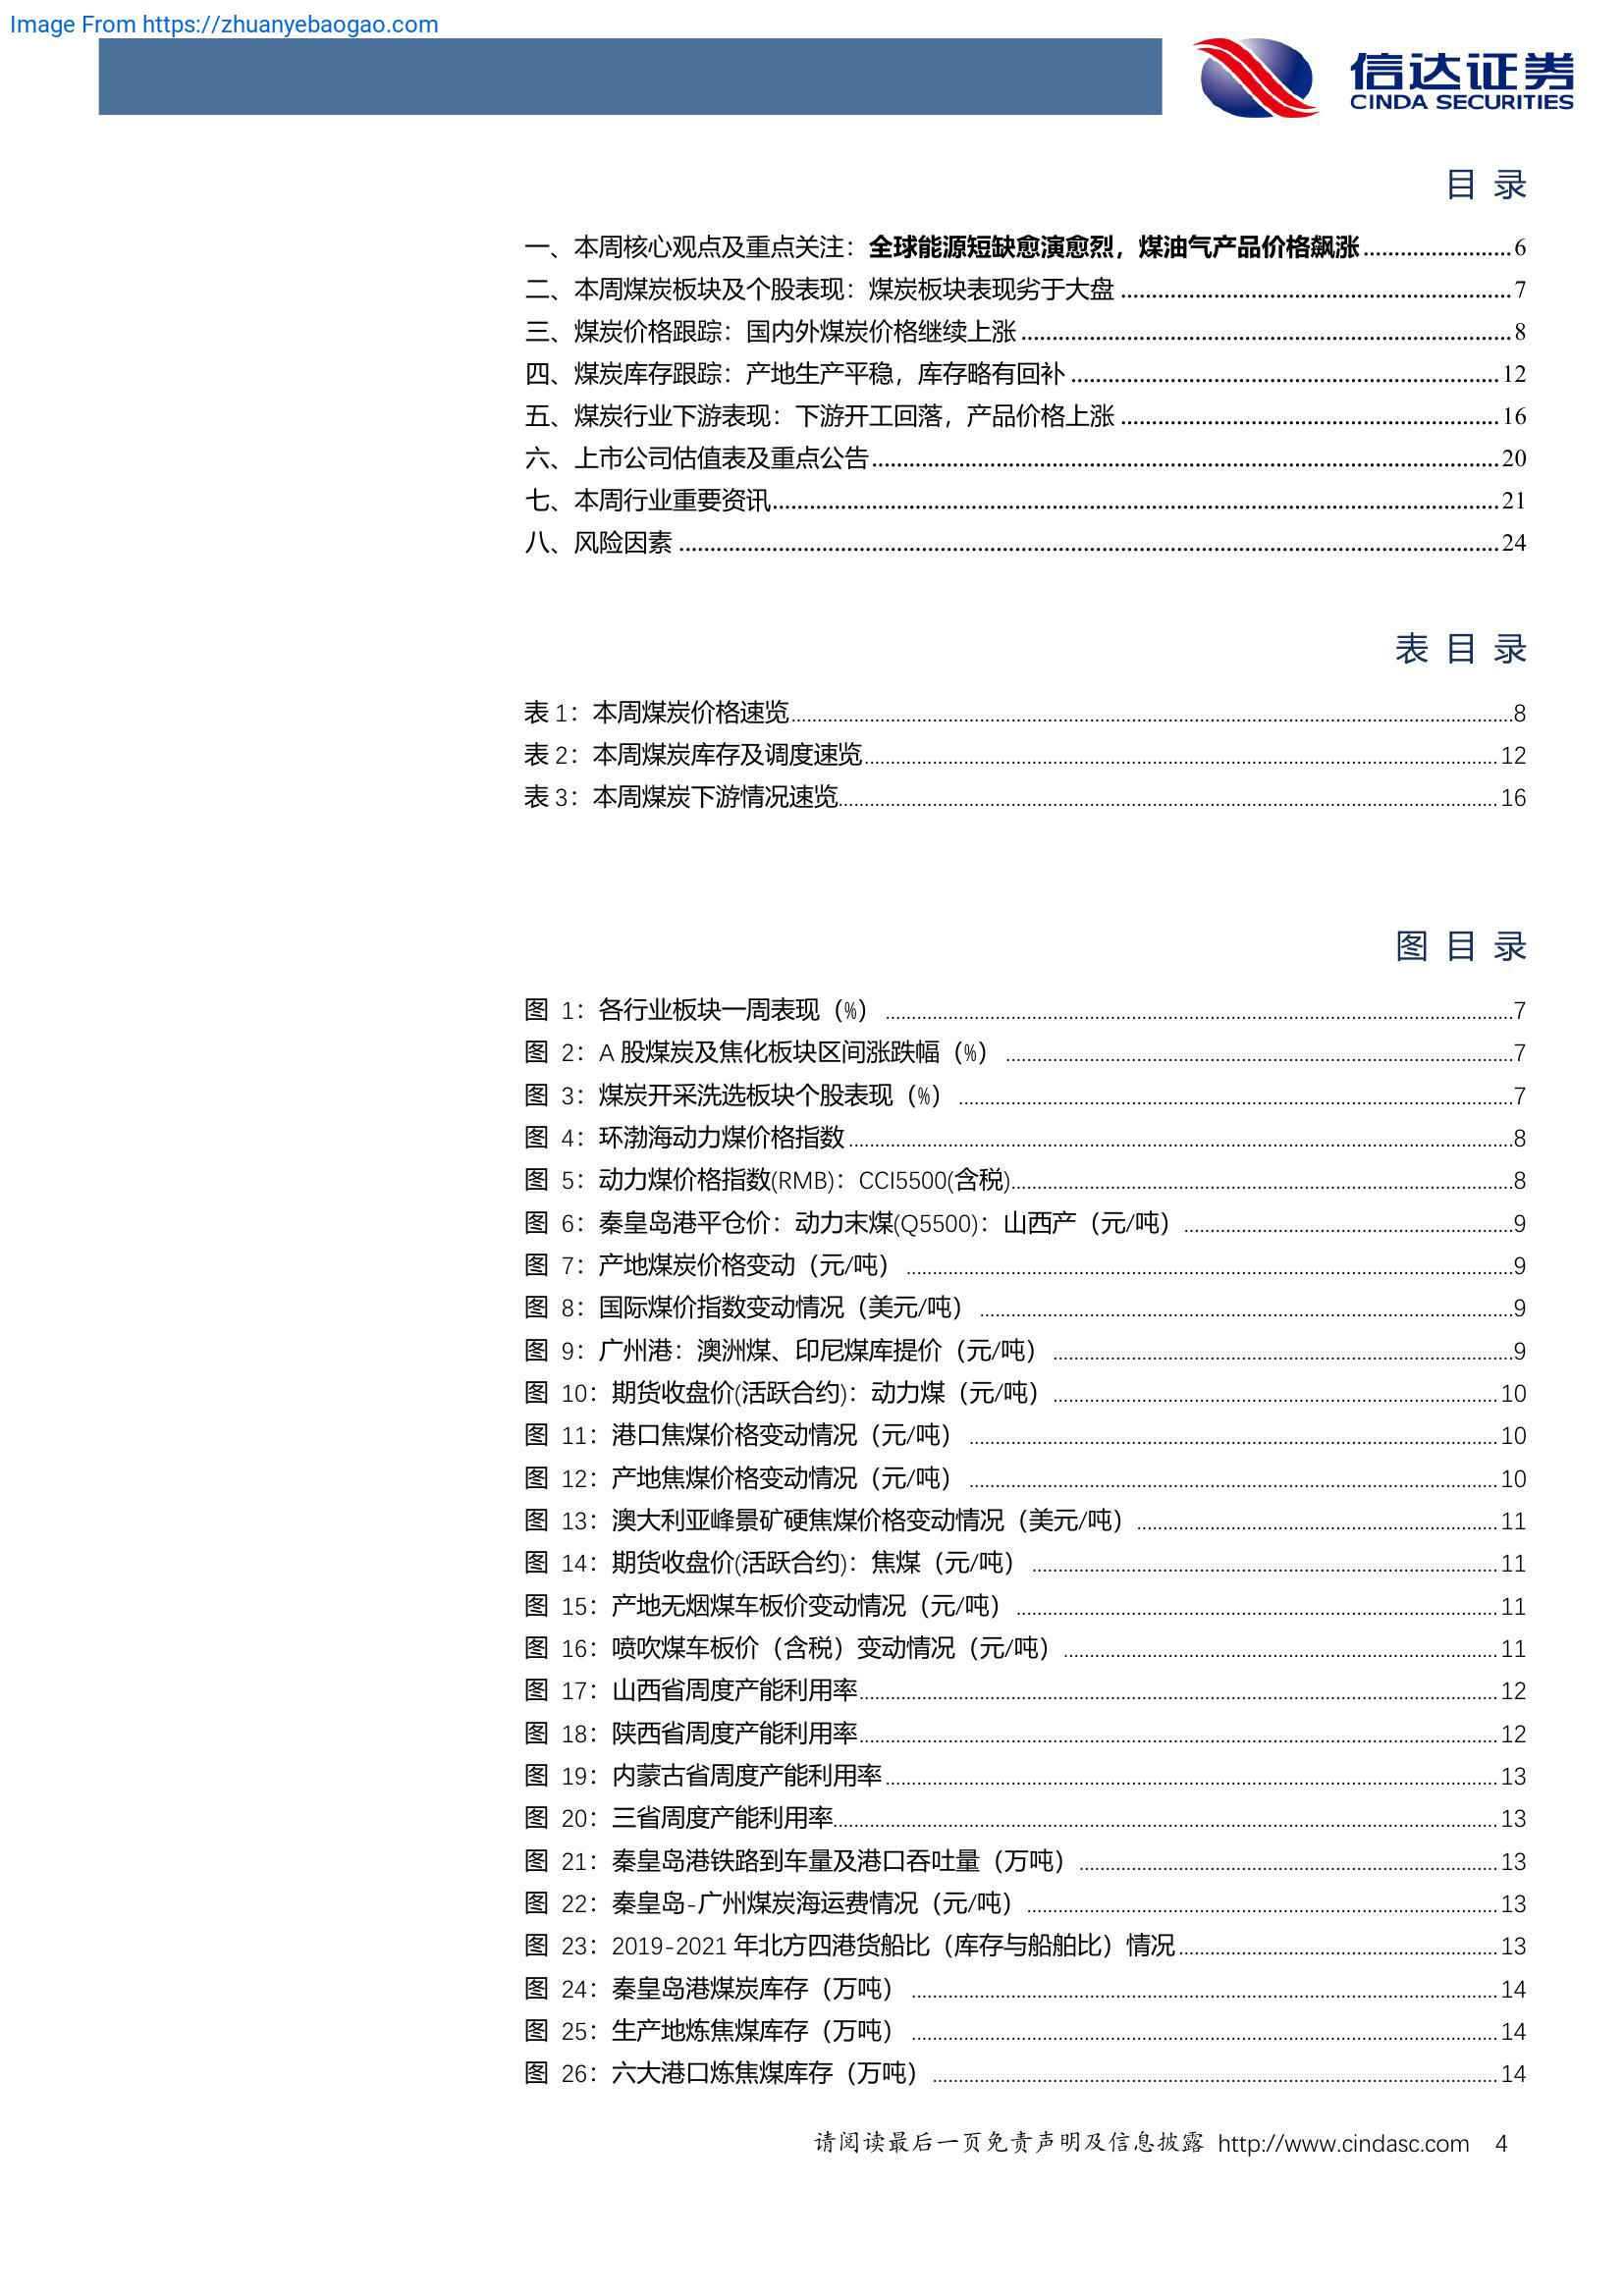 Image From https://zhuanyebaogao.com
信达证券
CINDA SECURITIES
目 录
一、本周核心观点及重点关注：全球能源短缺愈演愈烈，煤油气产品价格飙涨........................6
二、本周煤炭板块及个股表现：煤炭板块表现劣于大盘........................7
三、煤炭价格跟踪：国内外煤炭价格继续上涨........................8
四、煤炭库存跟踪：产地生产平稳，库存略有回补........................12
五、煤炭行业下游表现：下游开工回落，产品价格上涨........................16
六、上市公司估值表及重点公告........................20
七、本周行业重要资讯........................21
八、风险因素........................24
表 目 录
表 1：本周煤炭价格速览........................8
表 2：本周煤炭库存及调度速览........................12
表 3：本周煤炭下游情况速览........................16
图 目 录
图 1：各行业板块一周表现（%）........................7
图 2：A 股煤炭及焦化板块区间涨跌幅（%）........................7
图 3：煤炭开采洗选板块个股表现（%）........................7
图 4：环渤海动力煤价格指数........................8
图 5：动力煤价格指数(RMB)：CCI5500(含税)........................8
图 6：秦皇岛港平仓价：动力末煤(Q5500)：山西产（元/吨）........................9
图 7：产地煤炭价格变动（元/吨）........................9
图 8：国际煤价指数变动情况（美元/吨）........................9
图 9：广州港：澳洲煤、印尼煤库提价（元/吨）........................9
图 10：期货收盘价(活跃合约)：动力煤（元/吨）........................10
图 11：港口焦煤价格变动情况（元/吨）........................10
图 12：产地焦煤价格变动情况（元/吨）........................10
图 13：澳大利亚峰景矿硬焦煤价格变动情况（美元/吨）........................11
图 14：期货收盘价(活跃合约)：焦煤（元/吨）........................11
图 15：产地无烟煤车板价变动情况（元/吨）........................11
图 16：喷吹煤车板价（含税）变动情况（元/吨）........................11
图 17：山西省周度产能利用率........................12
图 18：陕西省周度产能利用率........................12
图 19：内蒙古省周度产能利用率........................13
图 20：三省周度产能利用率........................13
图 21：秦皇岛港铁路到车量及港口吞吐量（万吨）........................13
图 22：秦皇岛-广州煤炭海运费情况（元/吨）........................13
图 23：2019-2021 年北方四港货船比（库存与船舶比）情况........................13
图 24：秦皇岛港煤炭库存（万吨）........................14
图 25：生产地炼焦煤库存（万吨）........................14
图 26：六大港口炼焦煤库存（万吨）........................14
请阅读最后一页免责声明及信息披露 http://www.cindasc.com 4